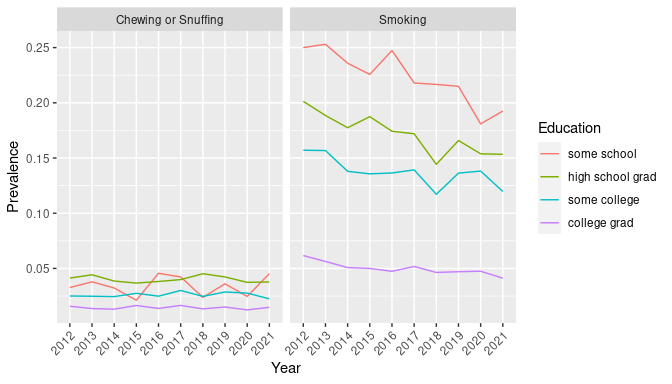 Chewing or Snuffing
Smoking
Prevalence
0.25
0.20
0.15
0.10
0.05
2012 2013 2014 2015 2016 2017 2018 2019 2020 2021
2012 2013 2014 2015 2016 2017 2018 2019 2020 2021
Year
Education
some school
high school grad
some college
college grad